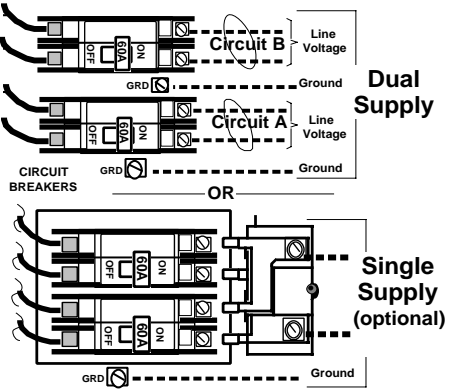 OFF 60A ON
Circuit B
Line
Voltage
GRD
Ground
Dual
Supply
OFF 60A ON
Circuit A
Line
Voltage
GRD
Ground
CIRCUIT
BREAKERS
OR
OFF 60A ON
OFF 60A ON
Single
Supply
(optional)
GRD
Ground